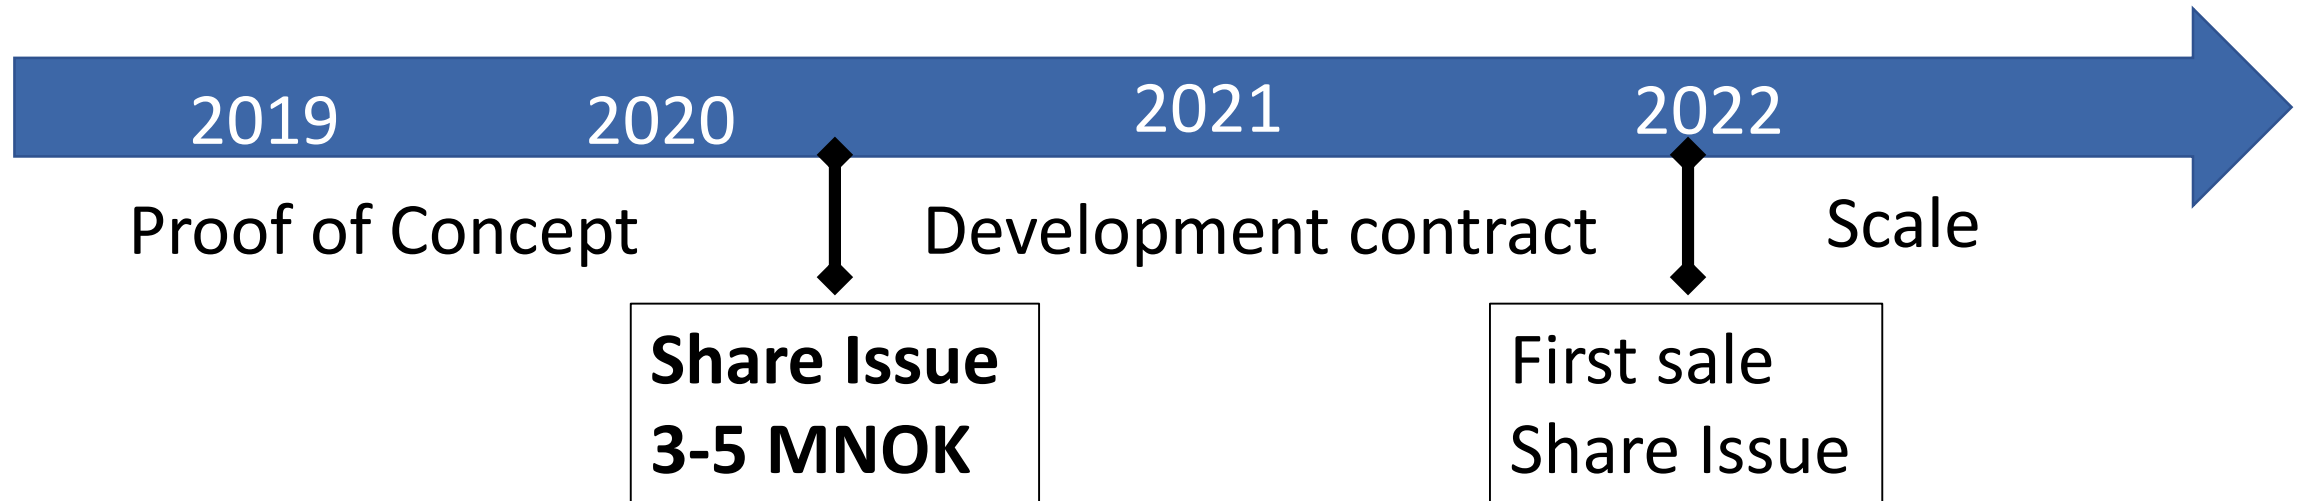 2019 2020 2021 2022
Proof of Concept Development contract Scale
Share Issue
3-5 MNOK
First sale
Share Issue